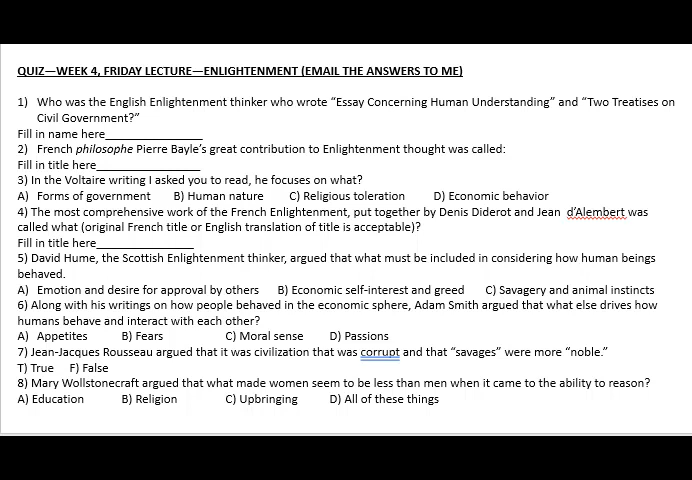 QUIZ—WEEK 4, FRIDAY LECTURE—ENLIGHTENMENT (EMAIL THE ANSWERS TO ME)
1) Who was the English Enlightenment thinker who wrote “Essay Concerning Human Understanding” and “Two Treatises on
Civil Government?”
Fill in name here_______________
2) French philosophe Pierre Bayle’s great contribution to Enlightenment thought was called:
Fill in title here________________
3) In the Voltaire writing I asked you to read, he focuses on what?
A) Forms of government B) Human nature C) Religious toleration D) Economic behavior
4) The most comprehensive work of the French Enlightenment, put together by Denis Diderot and Jean d’Alembert was
called what (original French title or English translation of title is acceptable)?
Fill in title here_______________
5) David Hume, the Scottish Enlightenment thinker, argued that what must be included in considering how human beings
behaved.
A) Emotion and desire for approval by others B) Economic self-interest and greed C) Savagery and animal instincts
6) Along with his writings on how people behaved in the economic sphere, Adam Smith argued that what else drives how
humans behave and interact with each other?
A) Appetites B) Fears C) Moral sense D) Passions
7) Jean-Jacques Rousseau argued that it was civilization that was corrupt and that “savages” were more “noble.”
T) True F) False
8) Mary Wollstonecraft argued that what made women seem to be less than men when it came to the ability to reason?
A) Education B) Religion C) Upbringing D) All of these things